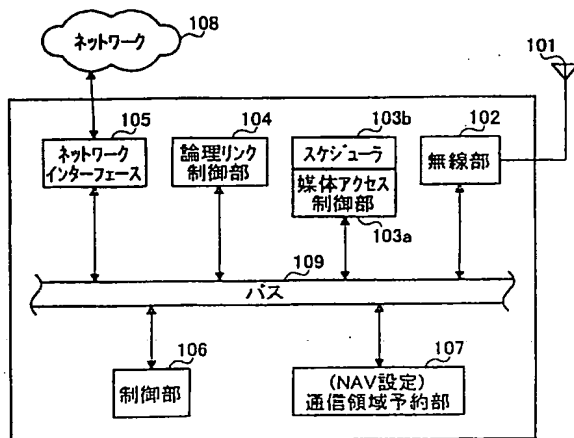 ネットワーク
108
101
105
104
103b
102
ネットワーク
インターフェース
論理リンク
制御部
スケジューラ
媒体アクセス
制御部
無線部
103a
109
バス
106
107
制御部
(NAV設定)
通信領域予約部